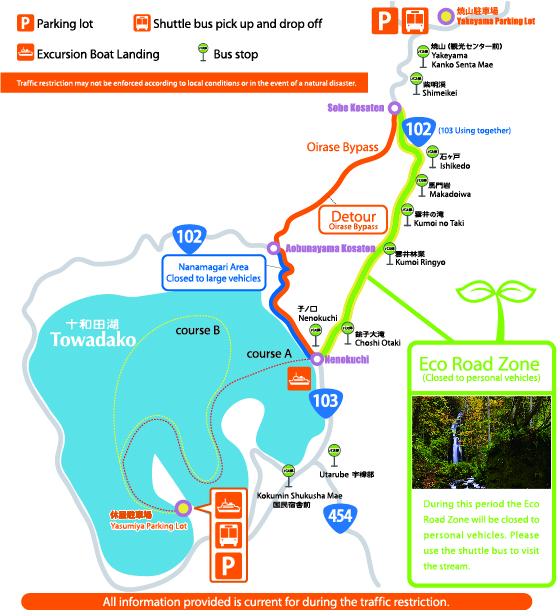 P Parking lot
Shuttle bus pick up and drop off
Excursion Boat Landing
Bus stop
Traffic restriction may not be enforced according to local conditions or in the event of a natural disaster.
P
焼山駐車場
Yakeyama Parking Lot
焼山（観光センター前）
Yakeyama
Kanko Senta Mae
紫明渓
Shimeikei
Sobe Kosaten
102
(103 Using together)
Oirase Bypass
石ヶ戸
Ishikedo
馬門岩
Makadoiwa
Detour
Oirase Bypass
雲井の滝
Kumoi no Taki
102
Aobunayama Kosaten
雲井林業
Kumoi Ringyo
Nanamagari Area
Closed to large vehicles
子ノ口
Nenokuchi
銚子大滝
Choshi Otaki
十和田湖
Towadako
course B
course A
Nenokuchi
Eco Road Zone
(Closed to personal vehicles)
103
Utarube 宇樽部
Kokumin Shukusha Mae
国民宿舎前
454
休屋駐車場
Yasumiya Parking Lot
P
During this period the Eco
Road Zone will be closed to
personal vehicles. Please
use the shuttle bus to visit
the stream.
All information provided is current for during the traffic restriction.